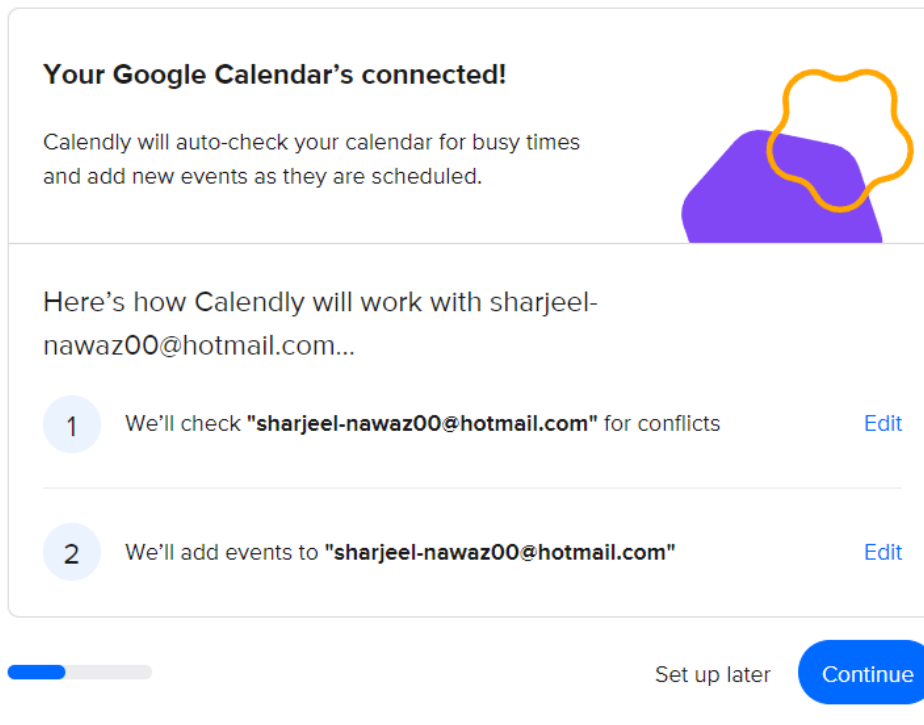 Your Google Calendar’s connected!
Calendly will auto-check your calendar for busy times
and add new events as they are scheduled.
Here’s how Calendly will work with sharjeel-
nawaz00@hotmail.com...
1 We’ll check "sharjeel-nawaz00@hotmail.com" for conflicts Edit
2 We’ll add events to "sharjeel-nawaz00@hotmail.com" Edit
Set up later Continue